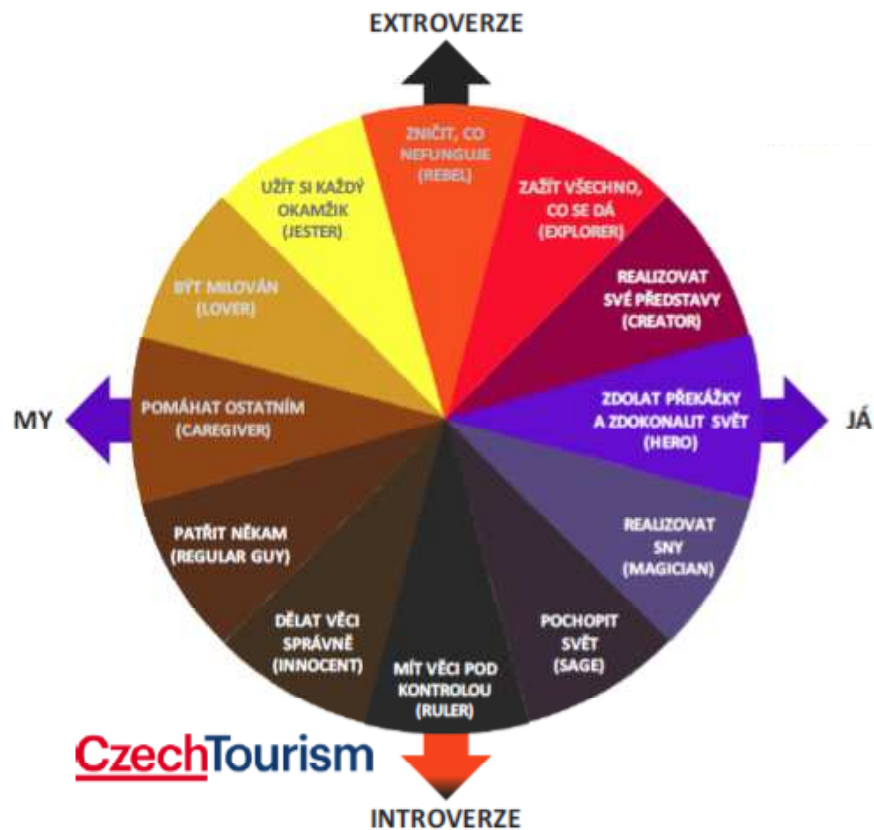 EXTROVERZE
ZNIČIT, CO
NEFUNGUJE
(REBEL)
ZAŽÍT VŠECHNO,
CO SE DÁ
(EXPLORER)
REALIZOVAT
SVÉ PŘEDSTAVY
(CREATOR)
ZDOLAT PŘEKÁŽKY
A ZDOKONALIT SVĚT
(HERO)
JÁ
REALIZOVAT
SNY
(MAGICIAN)
POCHOPIT
SVĚT
(SAGE)
MÍT VĚCI POD
KONTROLOU
(RULER)
DĚLAT VĚCI
SPRÁVNĚ
(INNOCENT)
PATŘIT NĚKAM
(REGULAR GUY)
POMÁHAT OSTATNÍM
(CAREGIVER)
MY
BÝT MILOVÁN
(LOVER)
UŽÍT SI KAŽDÝ
OKAMŽIK
(JESTER)
CzechTourism
INTROVERZE